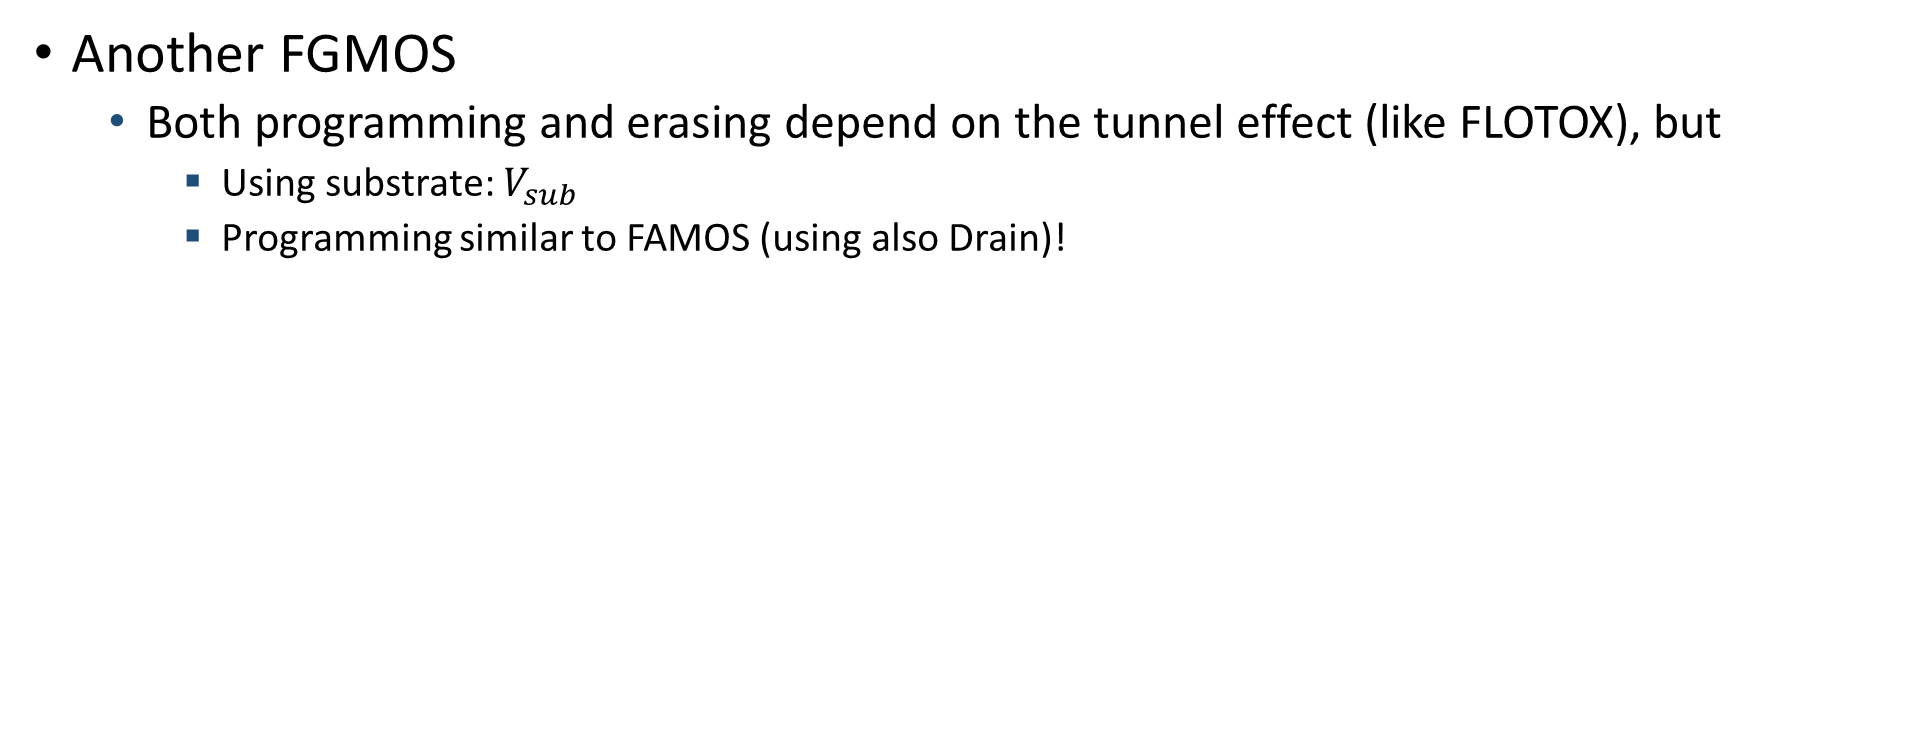 • Another FGMOS
• Both programming and erasing depend on the tunnel effect (like FLOTOX), but
▪ Using substrate: V_sub
▪ Programming similar to FAMOS (using also Drain)!